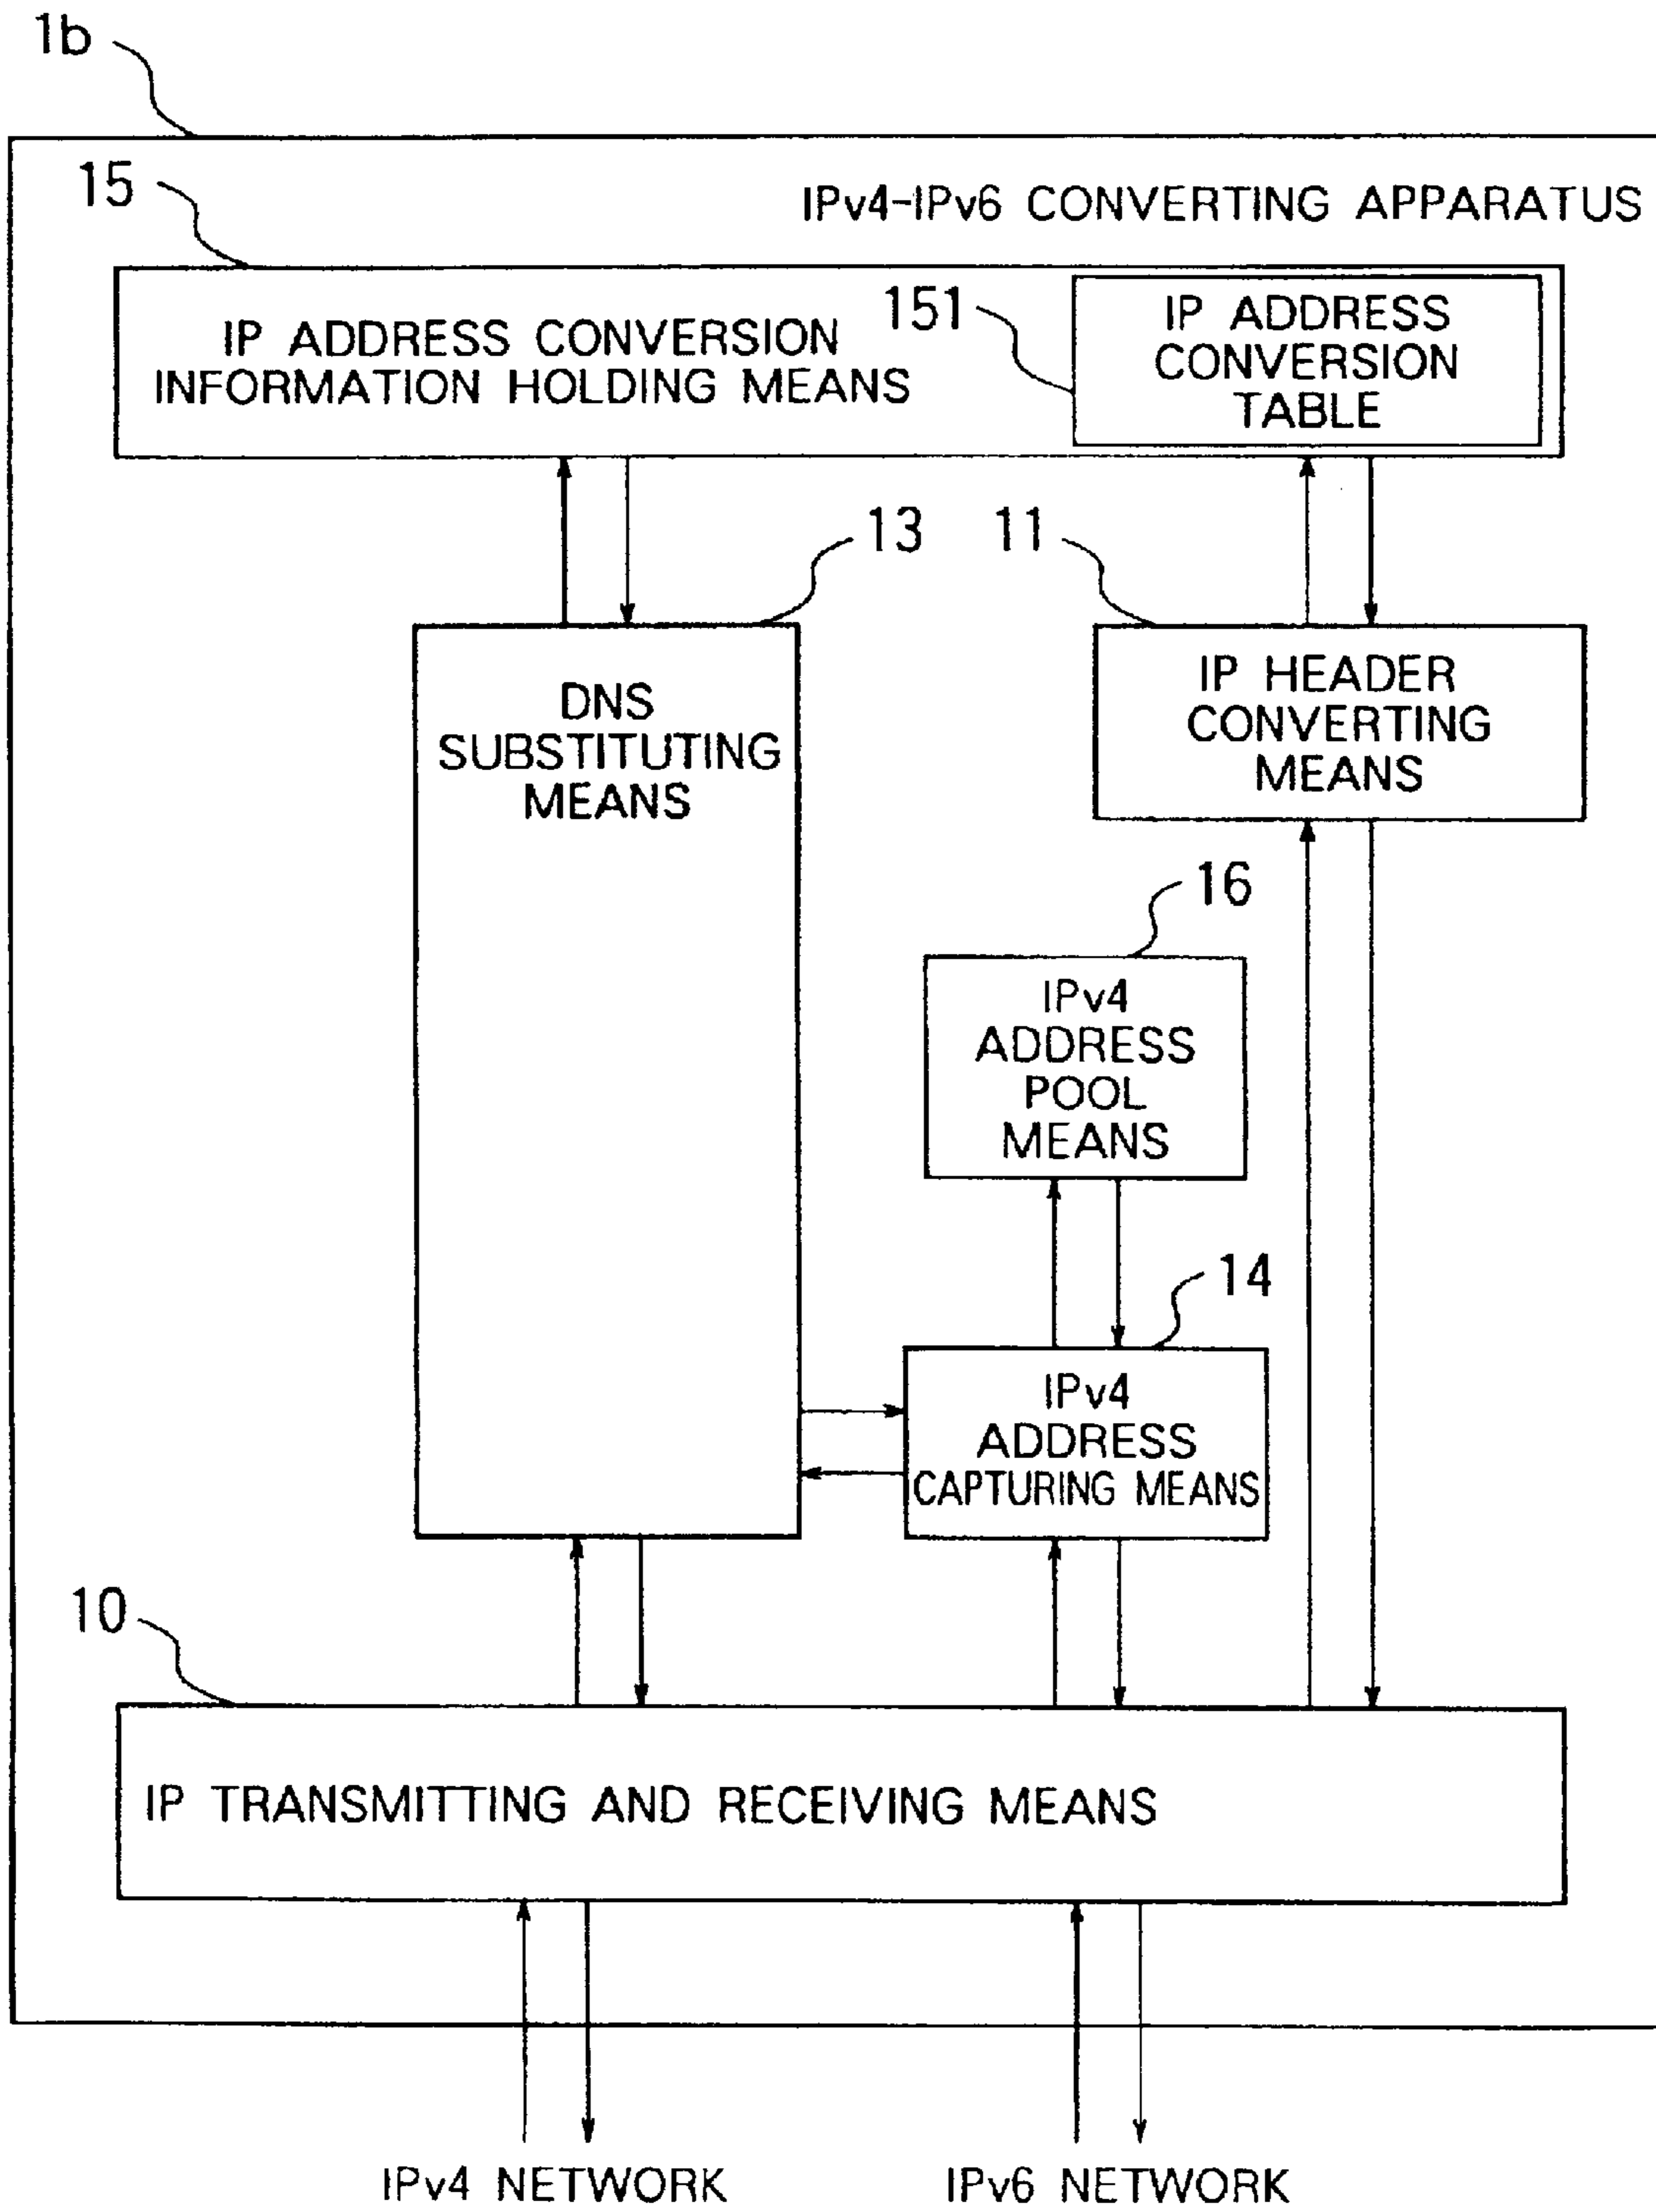 1b
15
IPv4-IPv6 CONVERTING APPARATUS
IP ADDRESS CONVERSION
INFORMATION HOLDING MEANS
151
IP ADDRESS
CONVERSION
TABLE
13
11
DNS
SUBSTITUTING
MEANS
IP HEADER
CONVERTING
MEANS
16
IPv4
ADDRESS
POOL
MEANS
14
IPv4
ADDRESS
CAPTURING MEANS
10
IP TRANSMITTING AND RECEIVING MEANS
IPv4 NETWORK
IPv6 NETWORK